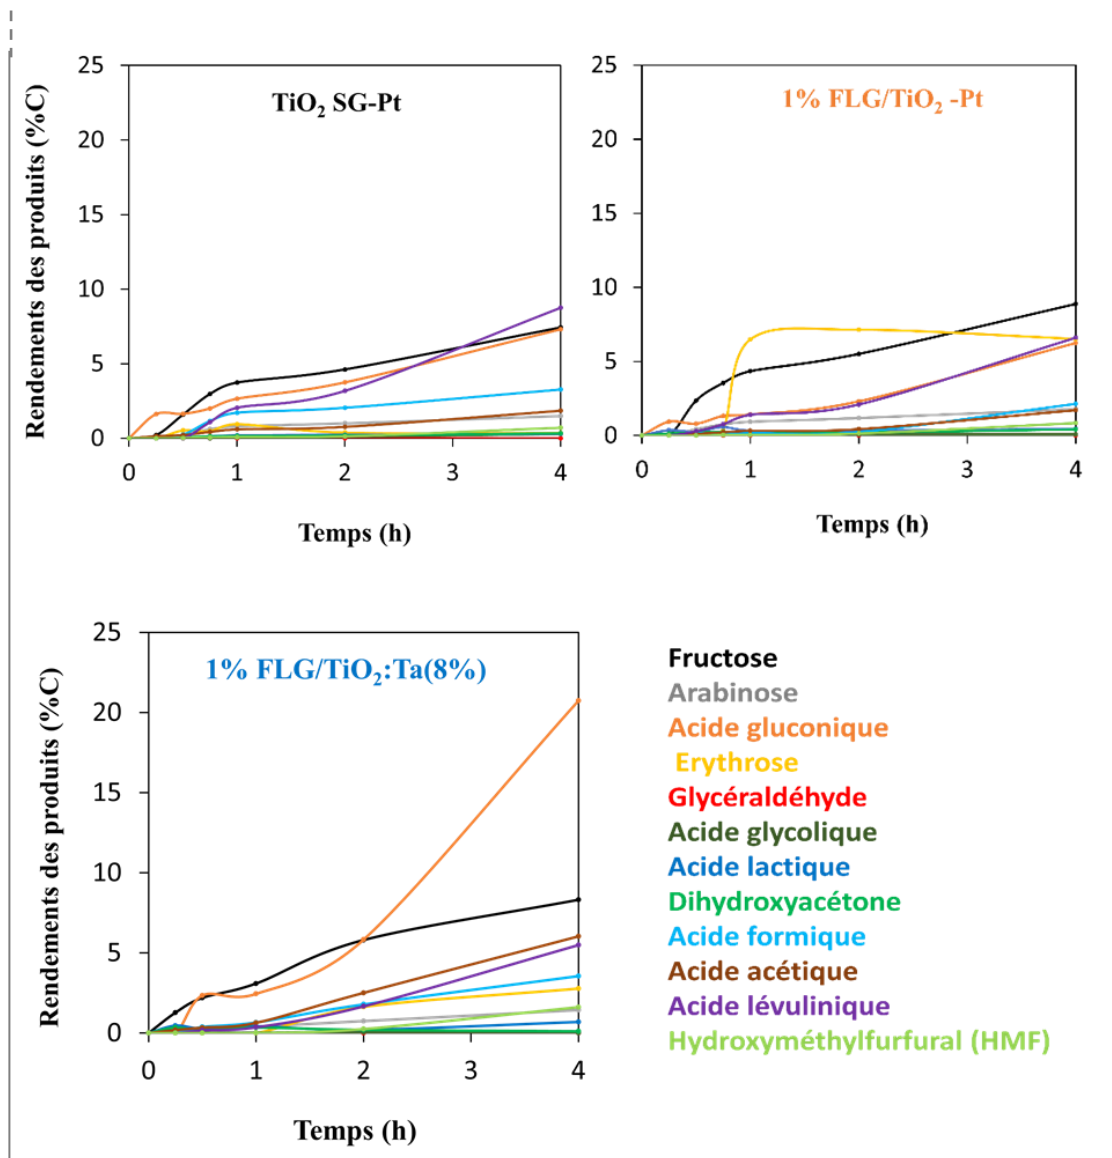 Rendements des produits (%C)
25
20
15
10
5
0
TiO₂ SG-Pt
0 1 2 3 4
Temps (h)
25
20
15
10
5
0
1% FLG/TiO₂ -Pt
0 1 2 3 4
Temps (h)
Rendements des produits (%C)
25
20
15
10
5
0
1% FLG/TiO₂:Ta(8%)
0 1 2 3 4
Temps (h)
Fructose
Arabinose
Acide gluconique
Erythrose
Glycéraldéhyde
Acide glycolique
Acide lactique
Dihydroxyacétone
Acide formique
Acide acétique
Acide lévulinique
Hydroxyméthylfurfural (HMF)